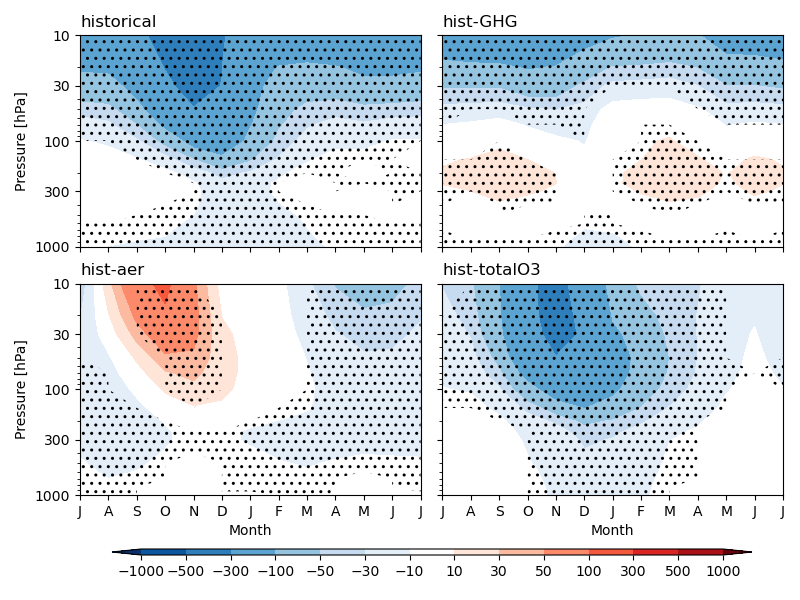 historical
hist-GHG
10
30
100
300
1000
Pressure [hPa]
hist-aer
hist-totalO3
10
30
100
300
1000
Pressure [hPa]
J A S O N D J F M A M J J
J A S O N D J F M A M J J
Month
Month
−1000 −500 −300 −100 −50 −30 −10 10 30 50 100 300 500 1000